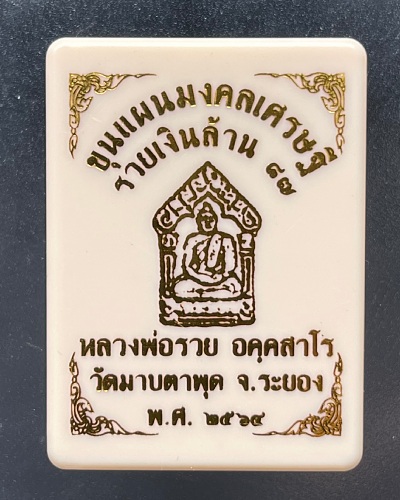 ขุนแผนมงคลเศรษฐี
รวยเงินล้าน ๘๗
หลวงพ่อรวย อคฺคสาโร
วัดมาบตาพุด จ.ระยอง
พ.ศ. ๒๕๖๔